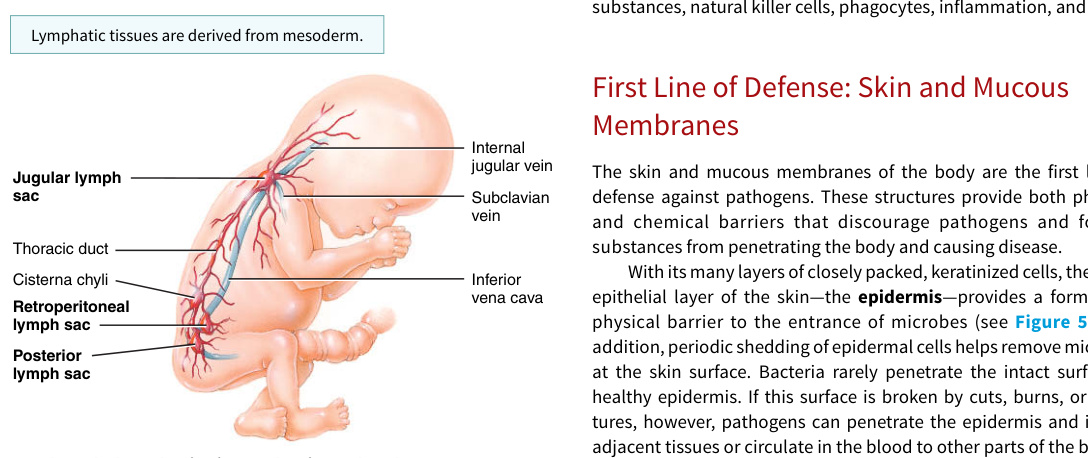 Lymphatic tissues are derived from mesoderm.
Internal
jugular vein
Jugular lymph
sac
Subclavian
vein
Thoracic duct
Cisterna chyli
Inferior
vena cava
Retroperitoneal
lymph sac
Posterior
lymph sac
substances, natural killer cells, phagocytes, inflammation, and
First Line of Defense: Skin and Mucous
Membranes
The skin and mucous membranes of the body are the first
defense against pathogens. These structures provide both
and chemical barriers that discourage pathogens and
substances from penetrating the body and causing disease.
With its many layers of closely packed, keratinized cells,
epithelial layer of the skin—the epidermis—provides a
physical barrier to the entrance of microbes (see Figure 5
addition, periodic shedding of epidermal cells helps remove
at the skin surface. Bacteria rarely penetrate the intact
healthy epidermis. If this surface is broken by cuts, burns, or
tures, however, pathogens can penetrate the epidermis and
adjacent tissues or circulate in the blood to other parts of the